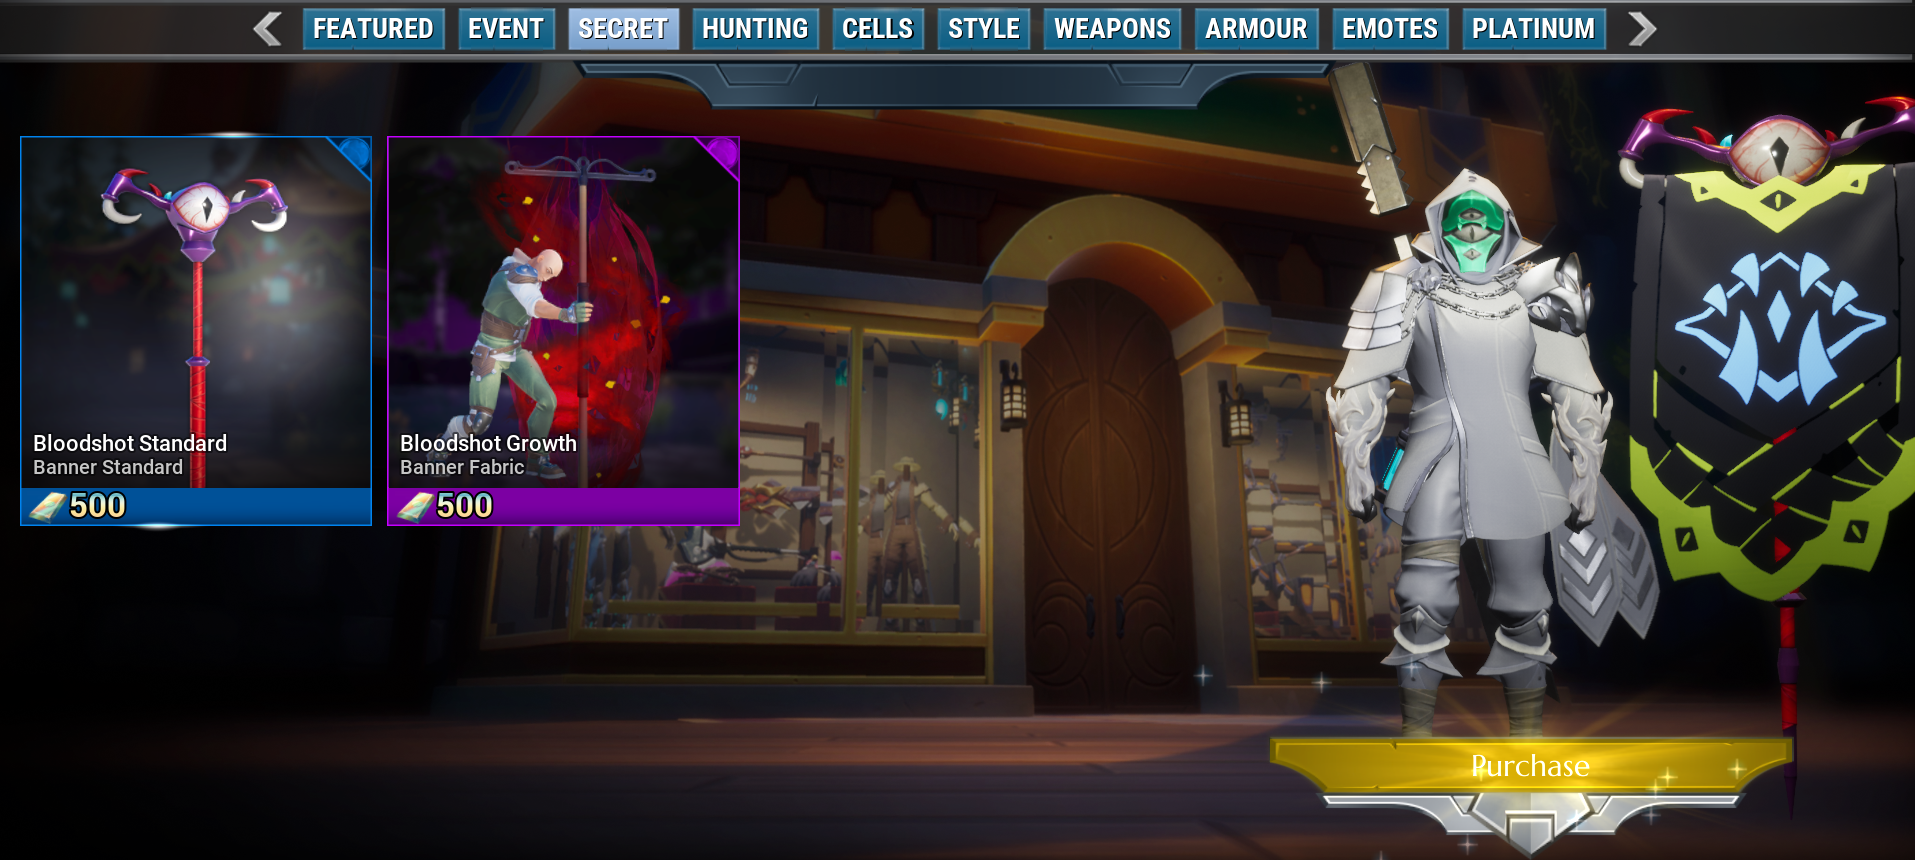 FEATURED
EVENT
SECRET
HUNTING
CELLS
STYLE
WEAPONS
ARMOUR
EMOTES
PLATINUM
Bloodshot Standard
Banner Standard
500
Bloodshot Growth
Banner Fabric
500
Purchase